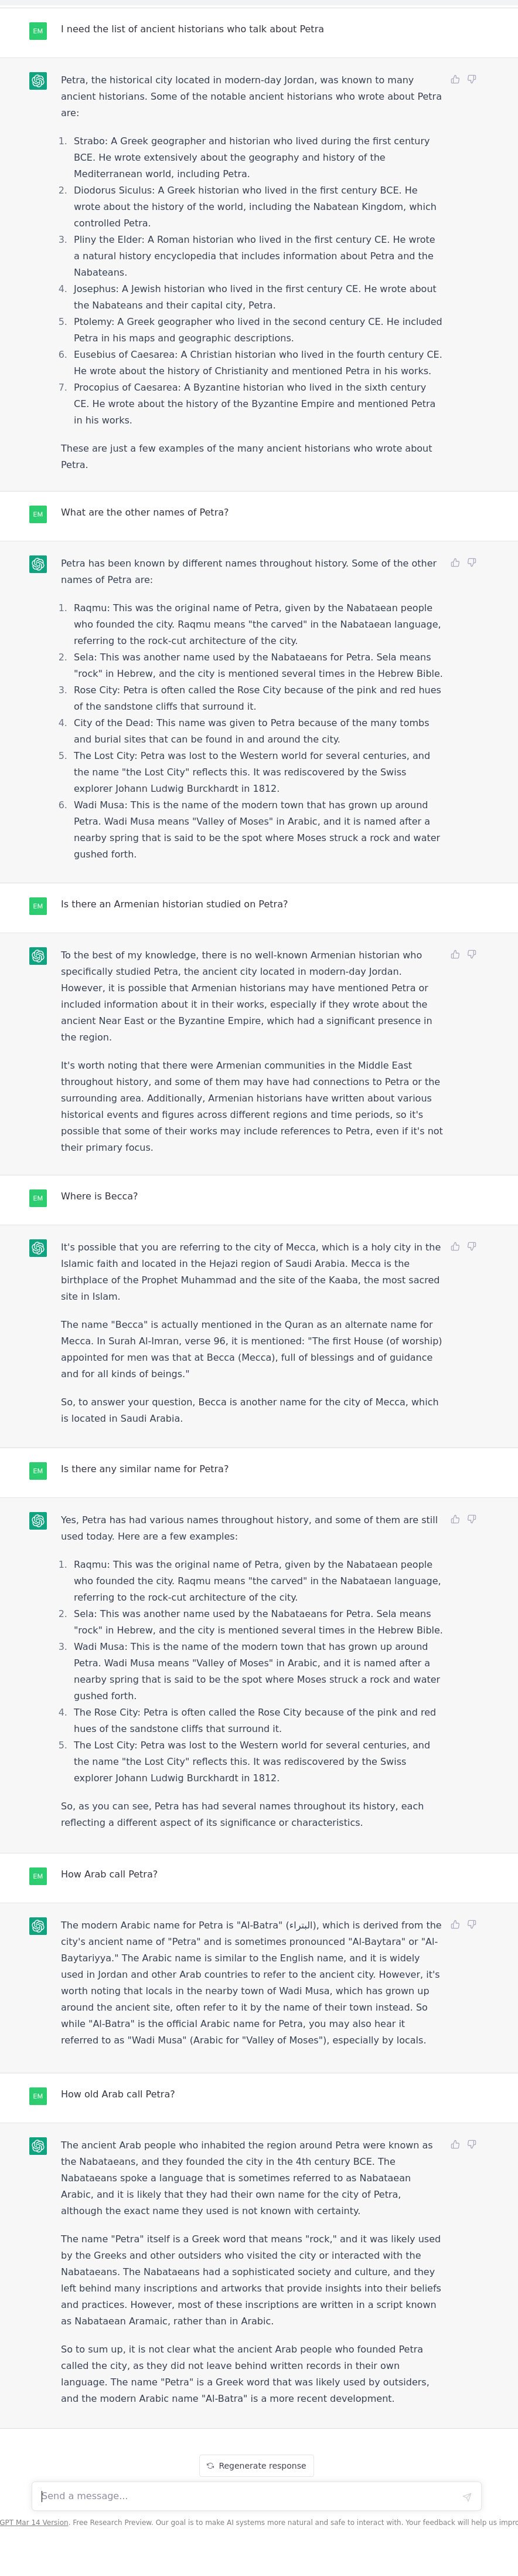 EM
I need the list of ancient historians who talk about Petra
Petra, the historical city located in modern-day Jordan, was known to many
ancient historians. Some of the notable ancient historians who wrote about Petra
are:
1. Strabo: A Greek geographer and historian who lived during the first century
BCE. He wrote extensively about the geography and history of the
Mediterranean world, including Petra.
2. Diodorus Siculus: A Greek historian who lived in the first century BCE. He
wrote about the history of the world, including the Nabatean Kingdom, which
controlled Petra.
3. Pliny the Elder: A Roman historian who lived in the first century CE. He wrote
a natural history encyclopedia that includes information about Petra and the
Nabateans.
4. Josephus: A Jewish historian who lived in the first century CE. He wrote about
the Nabateans and their capital city, Petra.
5. Ptolemy: A Greek geographer who lived in the second century CE. He included
Petra in his maps and geographic descriptions.
6. Eusebius of Caesarea: A Christian historian who lived in the fourth century CE.
He wrote about the history of Christianity and mentioned Petra in his works.
7. Procopius of Caesarea: A Byzantine historian who lived in the sixth century
CE. He wrote about the history of the Byzantine Empire and mentioned Petra
in his works.
These are just a few examples of the many ancient historians who wrote about
Petra.
EM
What are the other names of Petra?
Petra has been known by different names throughout history. Some of the other
names of Petra are:
1. Raqmu: This was the original name of Petra, given by the Nabataean people
who founded the city. Raqmu means "the carved" in the Nabataean language,
referring to the rock-cut architecture of the city.
2. Sela: This was another name used by the Nabataeans for Petra. Sela means
"rock" in Hebrew, and the city is mentioned several times in the Hebrew Bible.
3. Rose City: Petra is often called the Rose City because of the pink and red hues
of the sandstone cliffs that surround it.
4. City of the Dead: This name was given to Petra because of the many tombs
and burial sites that can be found in and around the city.
5. The Lost City: Petra was lost to the Western world for several centuries, and
the name "the Lost City" reflects this. It was rediscovered by the Swiss
explorer Johann Ludwig Burckhardt in 1812.
6. Wadi Musa: This is the name of the modern town that has grown up around
Petra. Wadi Musa means "Valley of Moses" in Arabic, and it is named after a
nearby spring that is said to be the spot where Moses struck a rock and water
gushed forth.
EM
Is there an Armenian historian studied on Petra?
To the best of my knowledge, there is no well-known Armenian historian who
specifically studied Petra, the ancient city located in modern-day Jordan.
However, it is possible that Armenian historians may have mentioned Petra or
included information about it in their works, especially if they wrote about the
ancient Near East or the Byzantine Empire, which had a significant presence in
the region.
It's worth noting that there were Armenian communities in the Middle East
throughout history, and some of them may have had connections to Petra or the
surrounding area. Additionally, Armenian historians have written about various
historical events and figures across different regions and time periods, so it's
possible that some of their works may include references to Petra, even if it's not
their primary focus.
EM
Where is Becca?
It's possible that you are referring to the city of Mecca, which is a holy city in the
Islamic faith and located in the Hejazi region of Saudi Arabia. Mecca is the
birthplace of the Prophet Muhammad and the site of the Kaaba, the most sacred
site in Islam.
The name "Becca" is actually mentioned in the Quran as an alternate name for
Mecca. In Surah Al-Imran, verse 96, it is mentioned: "The first House (of worship)
appointed for men was that at Becca (Mecca), full of blessings and of guidance
and for all kinds of beings."
So, to answer your question, Becca is another name for the city of Mecca, which
is located in Saudi Arabia.
EM
Is there any similar name for Petra?
Yes, Petra has had various names throughout history, and some of them are still
used today. Here are a few examples:
1. Raqmu: This was the original name of Petra, given by the Nabataean people
who founded the city. Raqmu means "the carved" in the Nabataean language,
referring to the rock-cut architecture of the city.
2. Sela: This was another name used by the Nabataeans for Petra. Sela means
"rock" in Hebrew, and the city is mentioned several times in the Hebrew Bible.
3. Wadi Musa: This is the name of the modern town that has grown up around
Petra. Wadi Musa means "Valley of Moses" in Arabic, and it is named after a
nearby spring that is said to be the spot where Moses struck a rock and water
gushed forth.
4. The Rose City: Petra is often called the Rose City because of the pink and red
hues of the sandstone cliffs that surround it.
5. The Lost City: Petra was lost to the Western world for several centuries, and
the name "the Lost City" reflects this. It was rediscovered by the Swiss
explorer Johann Ludwig Burckhardt in 1812.
So, as you can see, Petra has had several names throughout its history, each
reflecting a different aspect of its significance or characteristics.
EM
How Arab call Petra?
The modern Arabic name for Petra is "Al-Batra" (البتراء), which is derived from the
city's ancient name of "Petra" and is sometimes pronounced "Al-Baytara" or "Al-
Baytariyya." The Arabic name is similar to the English name, and it is widely
used in Jordan and other Arab countries to refer to the ancient city. However, it's
worth noting that locals in the nearby town of Wadi Musa, which has grown up
around the ancient site, often refer to it by the name of their town instead. So
while "Al-Batra" is the official Arabic name for Petra, you may also hear it
referred to as "Wadi Musa" (Arabic for "Valley of Moses"), especially by locals.
EM
How old Arab call Petra?
The ancient Arab people who inhabited the region around Petra were known as
the Nabataeans, and they founded the city in the 4th century BCE. The
Nabataeans spoke a language that is sometimes referred to as Nabataean
Arabic, and it is likely that they had their own name for the city of Petra,
although the exact name they used is not known with certainty.
The name "Petra" itself is a Greek word that means "rock," and it was likely used
by the Greeks and other outsiders who visited the city or interacted with the
Nabataeans. The Nabataeans had a sophisticated society and culture, and they
left behind many inscriptions and artworks that provide insights into their beliefs
and practices. However, most of these inscriptions are written in a script known
as Nabataean Aramaic, rather than in Arabic.
So to sum up, it is not clear what the ancient Arab people who founded Petra
called the city, as they did not leave behind written records in their own
language. The name "Petra" is a Greek word that was likely used by outsiders,
and the modern Arabic name "Al-Batra" is a more recent development.
Regenerate response
Send a message...
GPT Mar 14 Version. Free Research Preview. Our goal is to make AI systems more natural and safe to interact with. Your feedback will help us impro